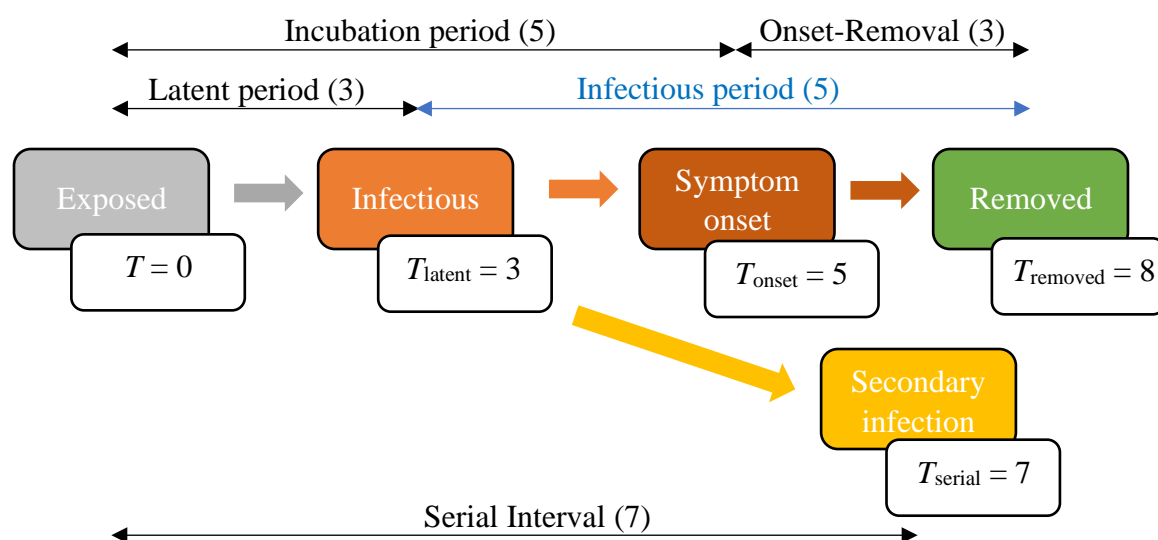 Incubation period (5)
Onset-Removal (3)
Latent period (3)
Infectious period (5)
Exposed
Infectious
Symptom
onset
Removed
T = 0
Tlatent = 3
Tonset = 5
Tremoved = 8
Secondary
infection
Tserial = 7
Serial Interval (7)